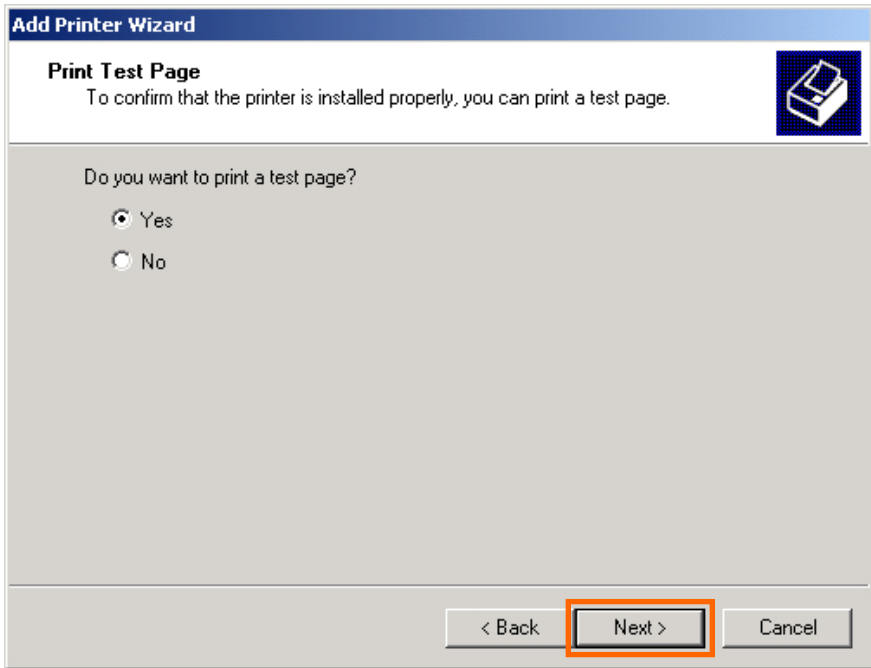 Add Printer Wizard
Print Test Page
To confirm that the printer is installed properly, you can print a test page.
Do you want to print a test page?
Yes
No
< Back Next > Cancel